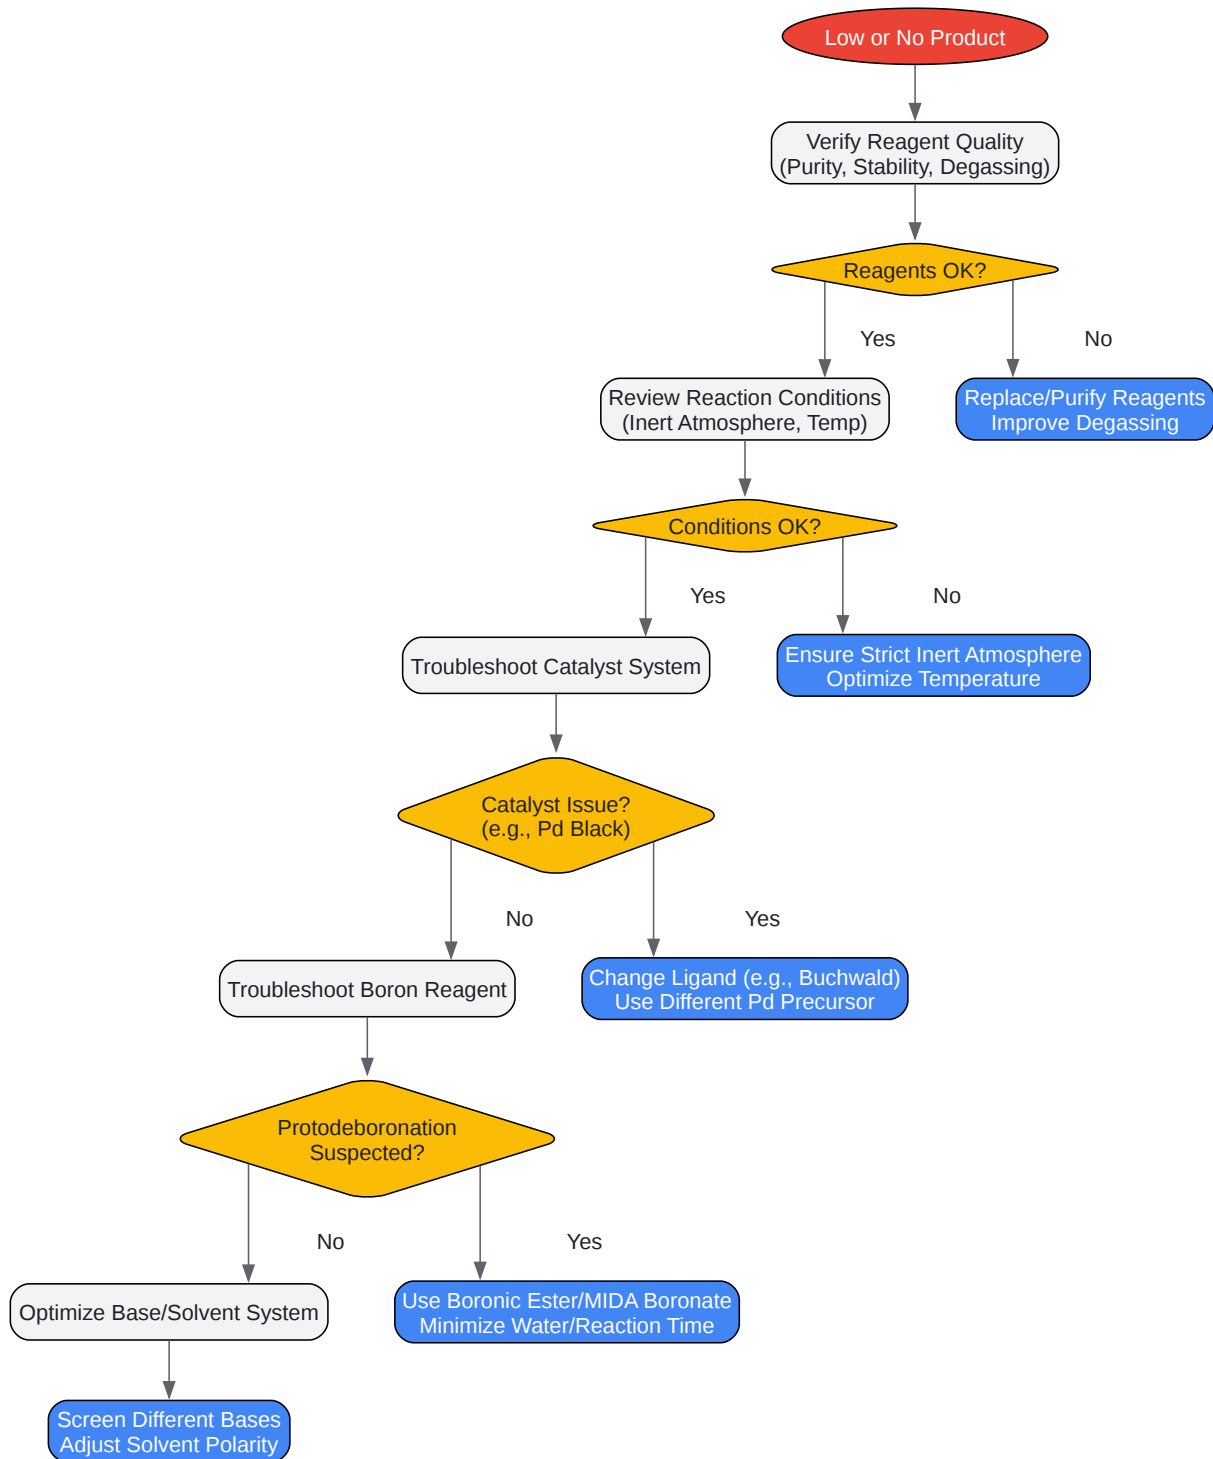 Low or No Product
Verify Reagent Quality
(Purity, Stability, Degassing)
Reagents OK?
Yes
No
Review Reaction Conditions
(Inert Atmosphere, Temp)
Replace/Purify Reagents
Improve Degassing
Conditions OK?
Yes
No
Troubleshoot Catalyst System
Ensure Strict Inert Atmosphere
Optimize Temperature
Catalyst Issue?
(e.g., Pd Black)
No
Yes
Troubleshoot Boron Reagent
Change Ligand (e.g., Buchwald)
Use Different Pd Precursor
Protodeboronation
Suspected?
No
Yes
Optimize Base/Solvent System
Use Boronic Ester/MIDA Boronate
Minimize Water/Reaction Time
Screen Different Bases
Adjust Solvent Polarity